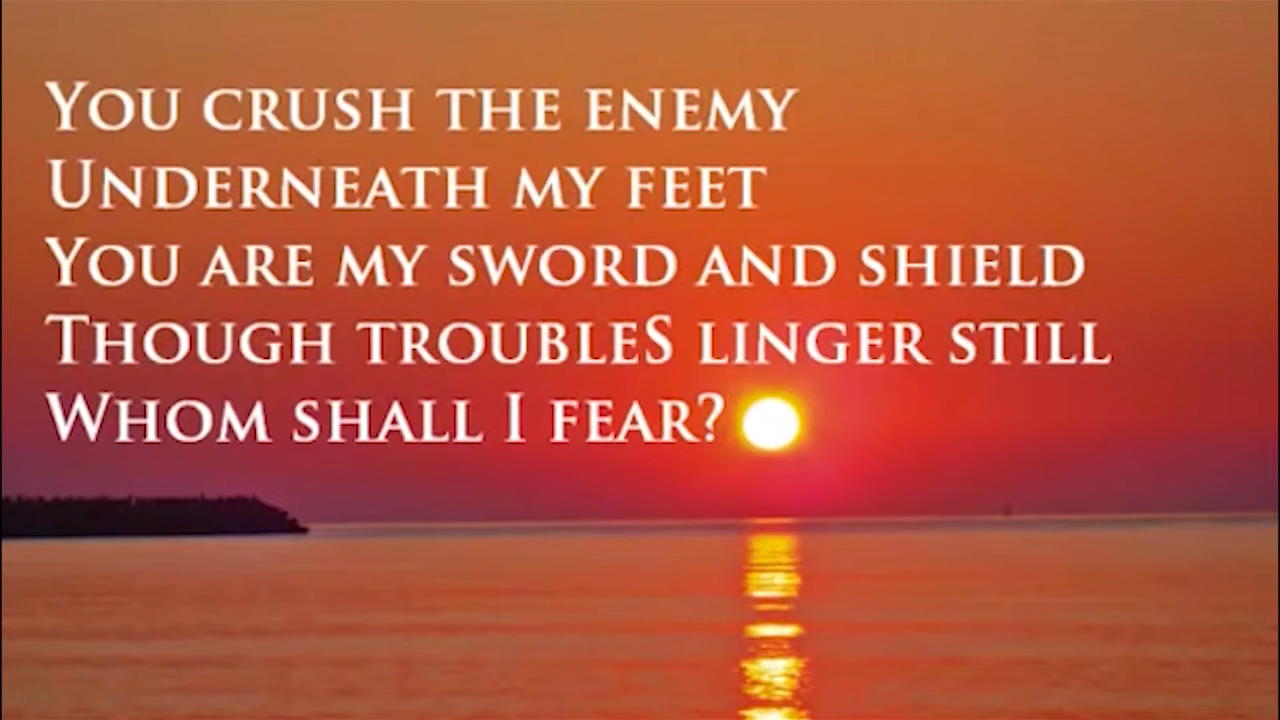 You crush the enemy
Underneath my feet
You are my sword and shield
Though troubleS linger still
Whom shall I fear?